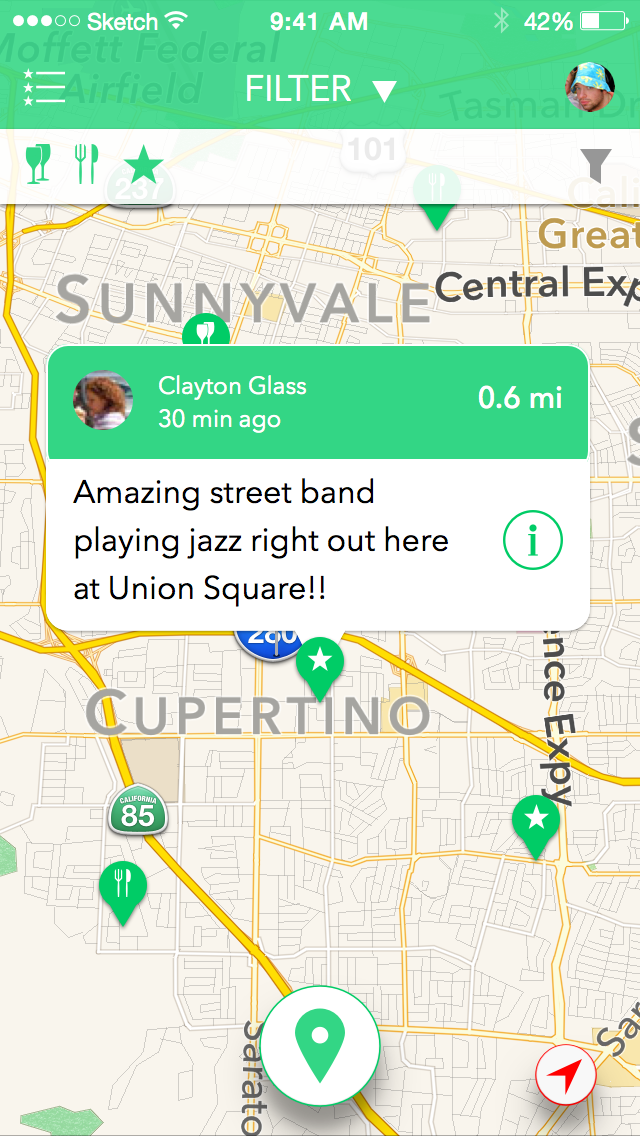 Sketch 9:41 AM 42%
Moffett Federal
Airfield
FILTER
Tasman
101
237
Great
Central Exp
SUNNYVALE
Clayton Glass
30 min ago
0.6 mi
Amazing street band
playing jazz right out here
at Union Square!!
i
280
CUPERTINO
ence Expy
CALIFORNIA
85
Sarato